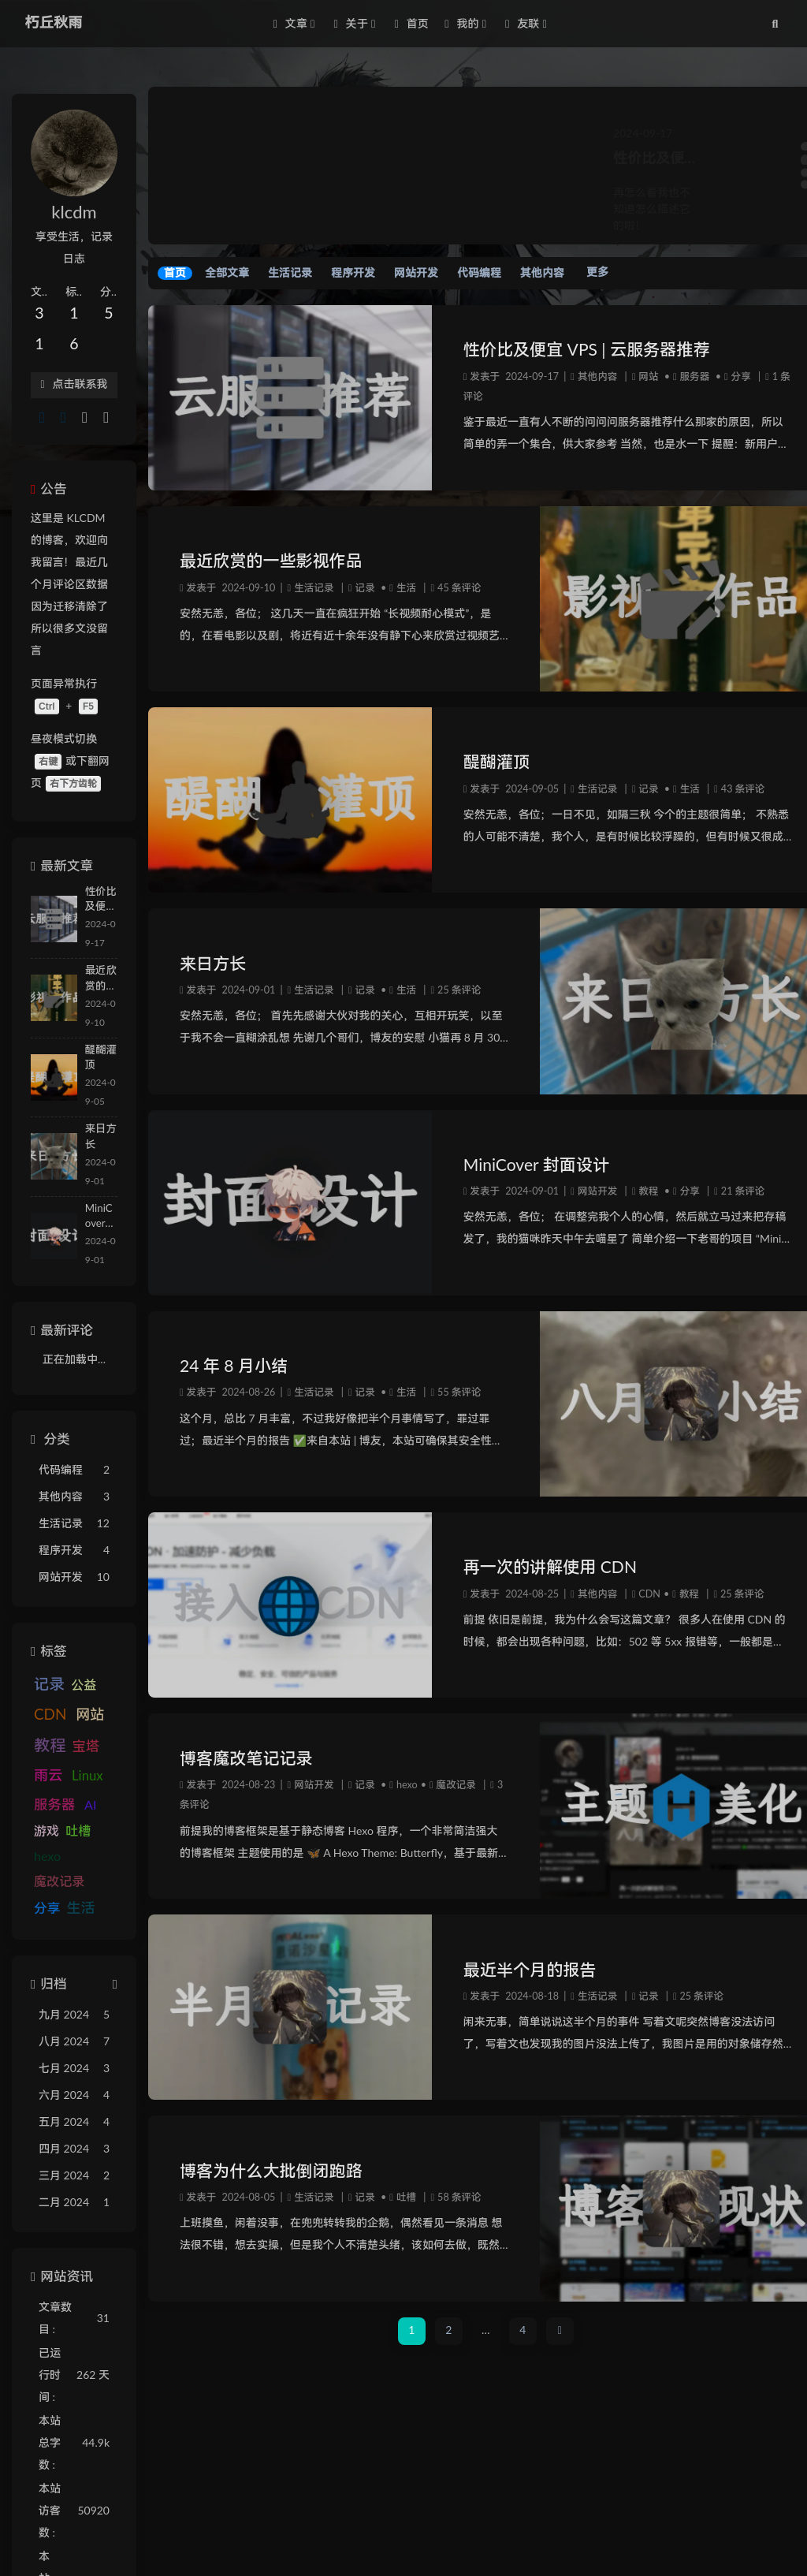 朽丘秋雨
文章 关于 首页 我的 友联
klcdm
享受生活，记录
日志
文.. 标.. 分..
3 1 5
1 6
点击联系我
公告
这里是 KLCDM
的博客，欢迎向
我留言！最近几
个月评论区数据
因为迁移清除了
所以很多文没留
言
页面异常执行
Ctrl + F5
昼夜模式切换
右键 或下翻网
页 右下方齿轮
最新文章
性价比
及便...
2024-0
9-17
最近欣
赏的...
2024-0
9-10
醍醐灌
顶
2024-0
9-05
来日方
长
2024-0
9-01
MiniC
over...
2024-0
9-01
最新评论
正在加载中...
分类
代码编程 2
其他内容 3
生活记录 12
程序开发 4
网站开发 10
标签
记录 公益
CDN 网站
教程 宝塔
雨云 Linux
服务器 AI
游戏 吐槽
hexo
魔改记录
分享 生活
归档
九月 2024 5
八月 2024 7
七月 2024 3
六月 2024 4
五月 2024 4
四月 2024 3
三月 2024 2
二月 2024 1
网站资讯
文章数
目 : 31
已运
行时 262 天
间 :
本站
总字 44.9k
数 :
本站
访客 50920
数 :
本
2024-09-17
性价比及便...
首页 全部文章 生活记录 程序开发 网站开发 代码编程 其他内容 更多
云服 推荐
性价比及便宜 VPS | 云服务器推荐
发表于 2024-09-17 | 其他内容 | 网站 • 服务器 • 分享 | 1 条
评论
鉴于最近一直有人不断的问问问服务器推荐什么那家的原因，所以
简单的弄一个集合，供大家参考 当然，也是水一下 提醒：新用户...
最近欣赏的一些影视作品
发表于 2024-09-10 | 生活记录 | 记录 • 生活 | 45 条评论
安然无恙，各位； 这几天一直在疯狂开始 “长视频耐心模式”，是
的，在看电影以及剧，将近有近十余年没有静下心来欣赏过视频艺...
影视 作品
醍醐 灌顶
醍醐灌顶
发表于 2024-09-05 | 生活记录 | 记录 • 生活 | 43 条评论
安然无恙，各位；一日不见，如隔三秋 今个的主题很简单； 不熟悉
的人可能不清楚，我个人，是有时候比较浮躁的，但有时候又很成...
来日方长
发表于 2024-09-01 | 生活记录 | 记录 • 生活 | 25 条评论
安然无恙，各位； 首先先感谢大伙对我的关心，互相开玩笑，以至
于我不会一直糊涂乱想 先谢几个哥们，博友的安慰 小猫再 8 月 30...
来日 方长
封面 设计
MiniCover 封面设计
发表于 2024-09-01 | 网站开发 | 教程 • 分享 | 21 条评论
安然无恙，各位； 在调整完我个人的心情，然后就立马过来把存稿
发了，我的猫咪昨天中午去喵星了 简单介绍一下老哥的项目 “Mini...
24 年 8 月小结
发表于 2024-08-26 | 生活记录 | 记录 • 生活 | 55 条评论
这个月，总比 7 月丰富，不过我好像把半个月事情写了，罪过罪
过；最近半个月的报告 ✅来自本站 | 博友，本站可确保其安全性...
八月 小结
接入 CDN
再一次的讲解使用 CDN
发表于 2024-08-25 | 其他内容 | CDN • 教程 | 25 条评论
前提 依旧是前提，我为什么会写这篇文章？ 很多人在使用 CDN 的
时候，都会出现各种问题，比如：502 等 5xx 报错等，一般都是...
博客魔改笔记记录
发表于 2024-08-23 | 网站开发 | 记录 • hexo • 魔改记录 | 3
条评论
前提我的博客框架是基于静态博客 Hexo 程序，一个非常简洁强大
的博客框架 主题使用的是 🦋 A Hexo Theme: Butterfly，基于最新...
主题 美化
半月 记录
最近半个月的报告
发表于 2024-08-18 | 生活记录 | 记录 | 25 条评论
闲来无事，简单说说这半个月的事件 写着文呢突然博客没法访问
了，写着文也发现我的图片没法上传了，我图片是用的对象储存然...
博客为什么大批倒闭跑路
发表于 2024-08-05 | 生活记录 | 记录 • 吐槽 | 58 条评论
上班摸鱼，闲着没事，在兜兜转转我的企鹅，偶然看见一条消息 想
法很不错，想去实操，但是我个人不清楚头绪，该如何去做，既然...
博客 现状
1 2 ... 4